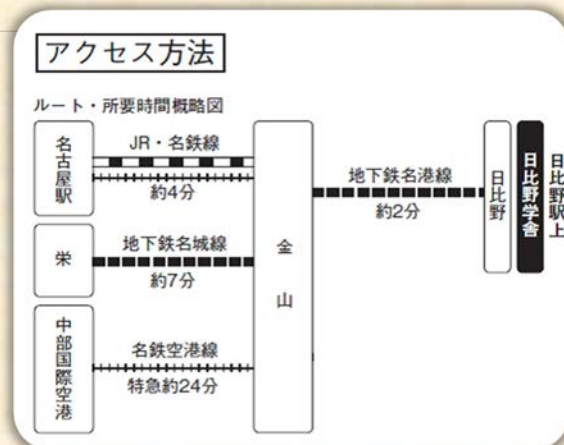 アクセス方法
ルート・所要時間概略図
名古屋駅
JR・名鉄線
約4分
栄
地下鉄名城線
約7分
中部国際空港
名鉄空港線
特急約24分
金山
地下鉄名港線
約2分
日比野
日比野学舎
日比野駅上